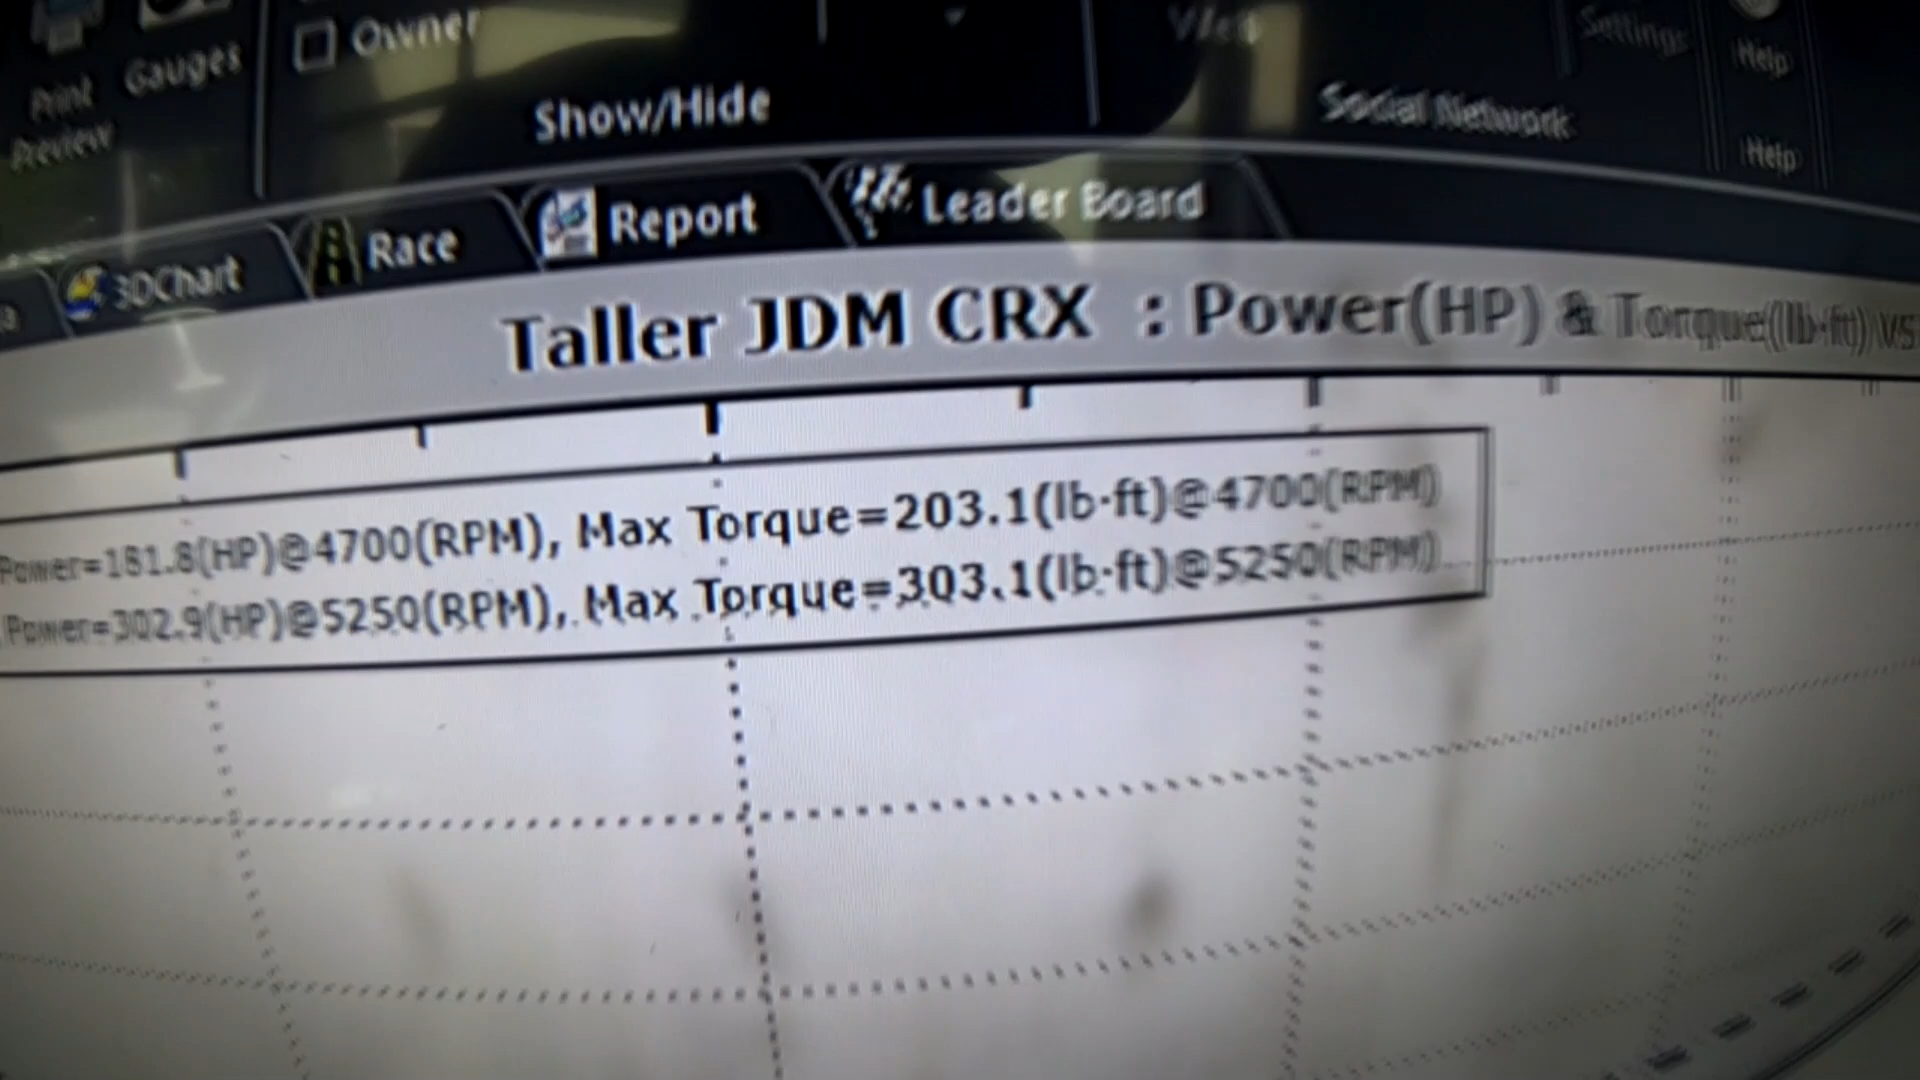 Print
Preview
Gauges
Owner
Show/Hide
View
Social Network
Settings
Help
Help
3DChart
Race
Report
Leader Board
Taller JDM CRX : Power(HP) & Torque((lb·ft) vs
Power=181.8(HP)@4700(RPM), Max Torque=203.1(lb·ft)@4700(RPM)
Power=302.9(HP)@5250(RPM), Max Torque=303.1(lb·ft)@5250(RPM)